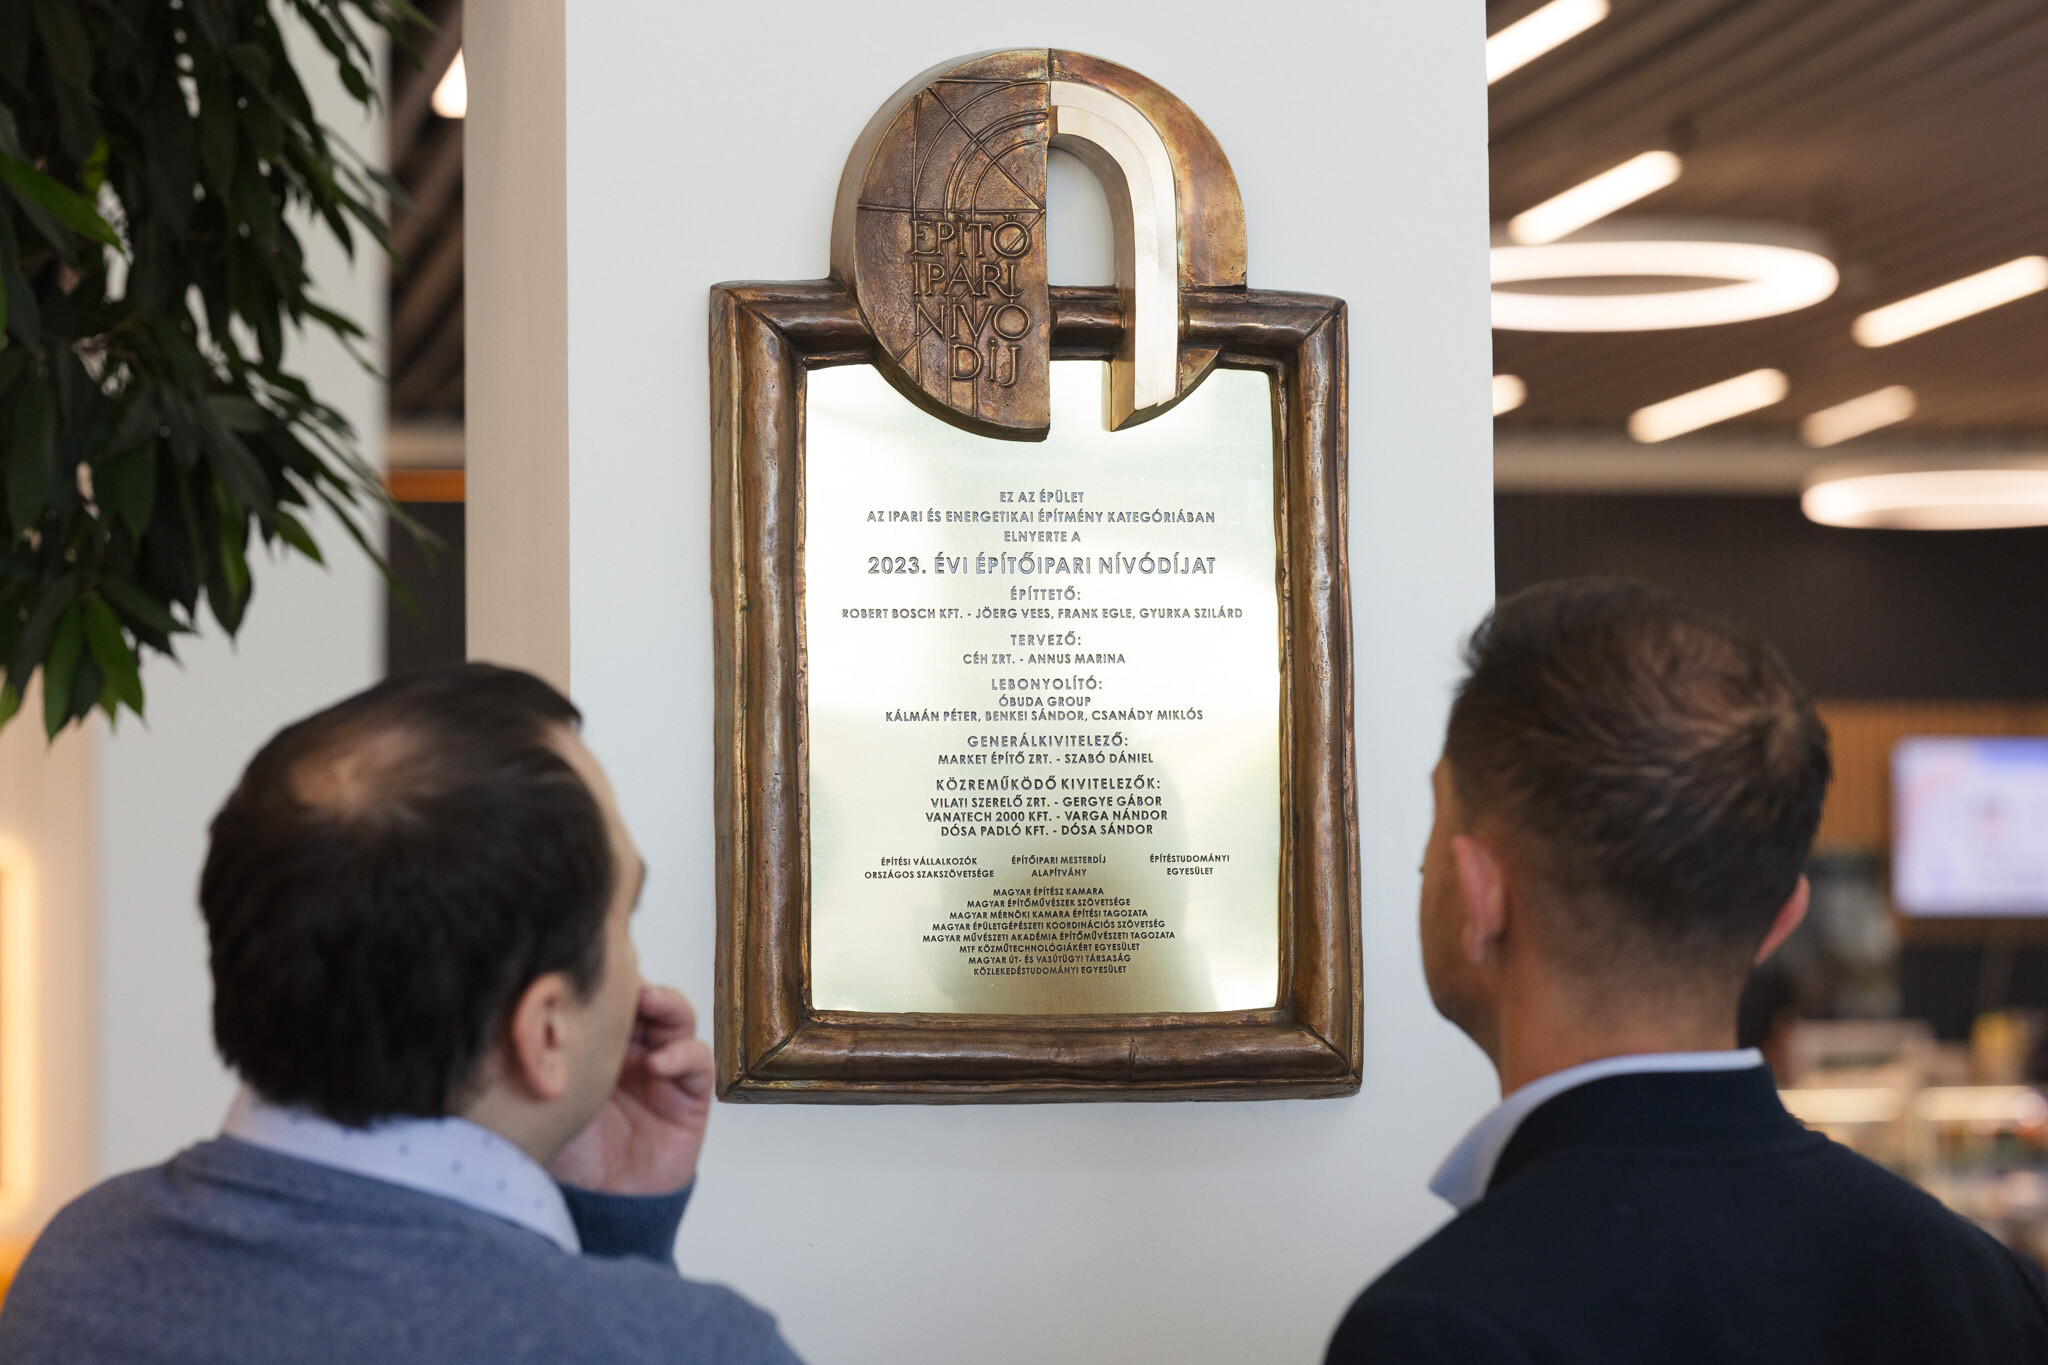 ÉPÍTŐ
IPARI
NÍVÓ
DÍJ
EZ AZ ÉPÜLET
AZ IPARI ÉS ENERGETIKAI ÉPÍTMÉNY KATEGÓRIÁBAN
ELNYERTE A
2023. ÉVI ÉPÍTŐIPARI NÍVÓDÍJAT
ÉPÍTTETŐ:
ROBERT BOSCH KFT. - JÖERG VEES, FRANK EGLE, GYURKA SZILÁRD
TERVEZŐ:
CÉH ZRT. - ANNUS MARINA
LEBONYOLÍTÓ:
ÓBUDA GROUP
KÁLMÁN PÉTER, BENKEI SÁNDOR, CSANÁDY MIKLÓS
GENERÁLKIVITELEZŐ:
MARKET ÉPÍTŐ ZRT. - SZABÓ DÁNIEL
KÖZREMŰKÖDŐ KIVITELEZŐK:
VILATI SZERELŐ ZRT. - GERGYE GÁBOR
VANATECH 2000 KFT. - VARGA NÁNDOR
DÓSA PADLÓ KFT. - DÓSA SÁNDOR
ÉPÍTÉSI VÁLLALKOZÓK
ORSZÁGOS SZAKSZÖVETSÉGE
ÉPÍTŐIPARI MESTERDÍJ
ALAPÍTVÁNY
ÉPÍTÉSTUDOMÁNYI
EGYESÜLET
MAGYAR ÉPÍTÉSZ KAMARA
MAGYAR ÉPÍTŐMŰVÉSZEK SZÖVETSÉGE
MAGYAR MÉRNÖKI KAMARA ÉPÍTÉSI TAGOZATA
MAGYAR ÉPÜLETGÉPÉSZETI KOORDINÁCIÓS SZÖVETSÉG
MAGYAR MŰVÉSZETI AKADÉMIA ÉPÍTŐMŰVÉSZETI TAGOZATA
MTF KÖZMŰTECHNOLÓGIÁKÉRT EGYESÜLET
MAGYAR ÚT- ÉS VASÚTÜGYI TÁRSASÁG
KÖZLEKEDÉSTUDOMÁNYI EGYESÜLET